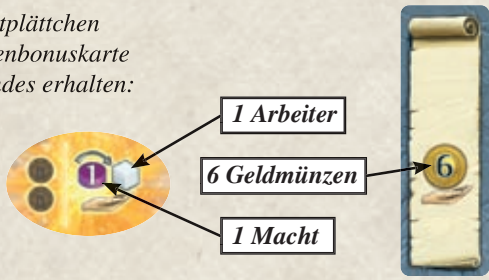 tplättchen
enbonuskarte
des erhalten:
1 Arbeiter
6 Geldmünzen
6
1
1 Macht